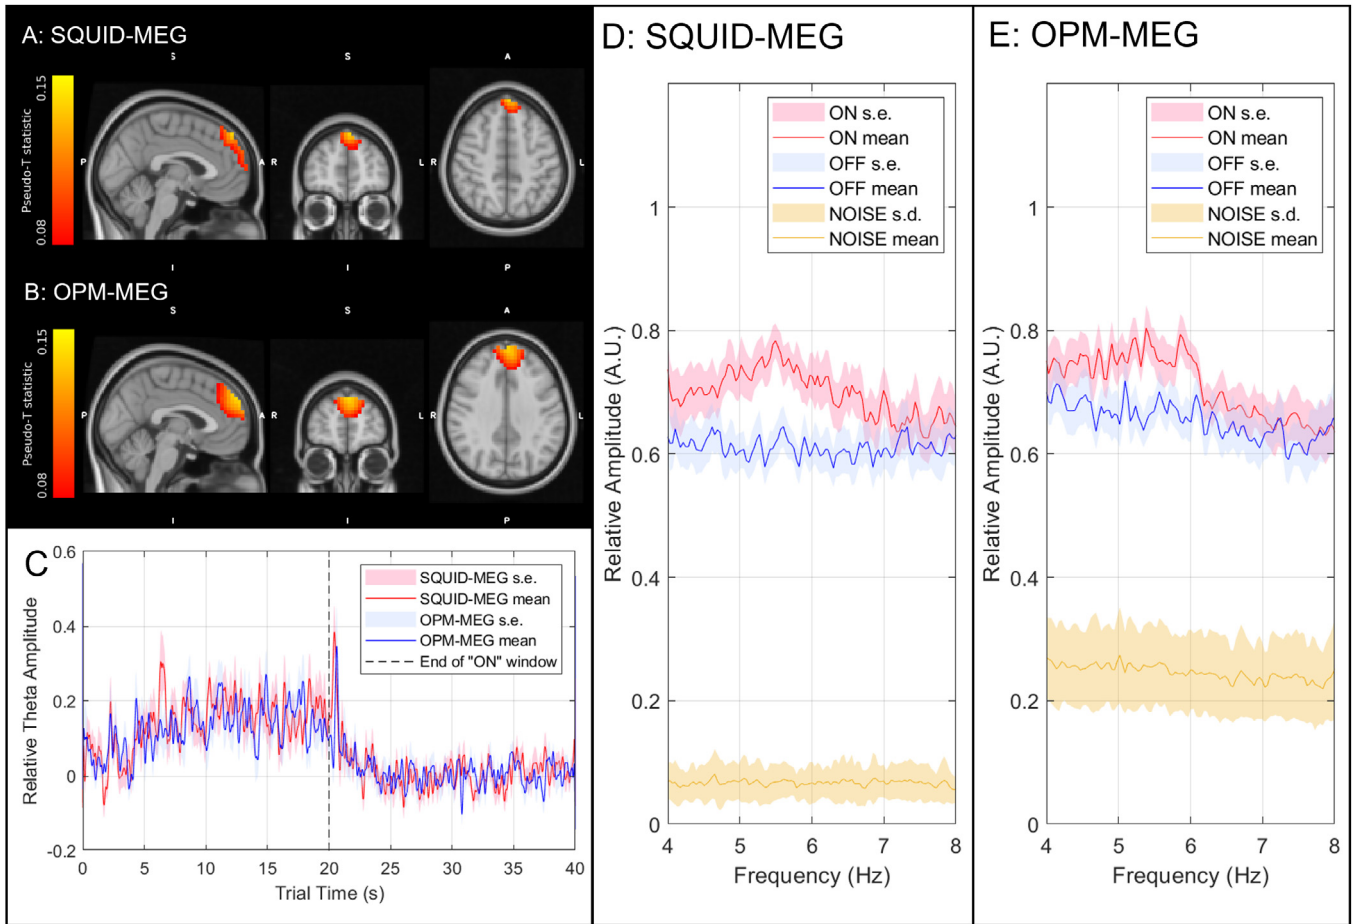 A: SQUID-MEG
S
S
A
0.15
Pseudo-T statistic
0.08
P
A
R
L
R
L
I
I
P
B: OPM-MEG
S
S
A
0.15
Pseudo-T statistic
0.08
P
A
R
L
R
L
I
I
P
C
0.6
0.4
0.2
0
-0.2
Relative Theta Amplitude
SQUID-MEG s.e.
SQUID-MEG mean
OPM-MEG s.e.
OPM-MEG mean
End of "ON" window
0
5
10
15
20
25
30
35
40
Trial Time (s)
D: SQUID-MEG
ON s.e.
ON mean
OFF s.e.
OFF mean
NOISE s.d.
NOISE mean
1
0.8
0.6
0.4
0.2
0
Relative Amplitude (A.U.)
4
5
6
7
8
Frequency (Hz)
E: OPM-MEG
ON s.e.
ON mean
OFF s.e.
OFF mean
NOISE s.d.
NOISE mean
1
0.8
0.6
0.4
0.2
0
Relative Amplitude (A.U.)
4
5
6
7
8
Frequency (Hz)